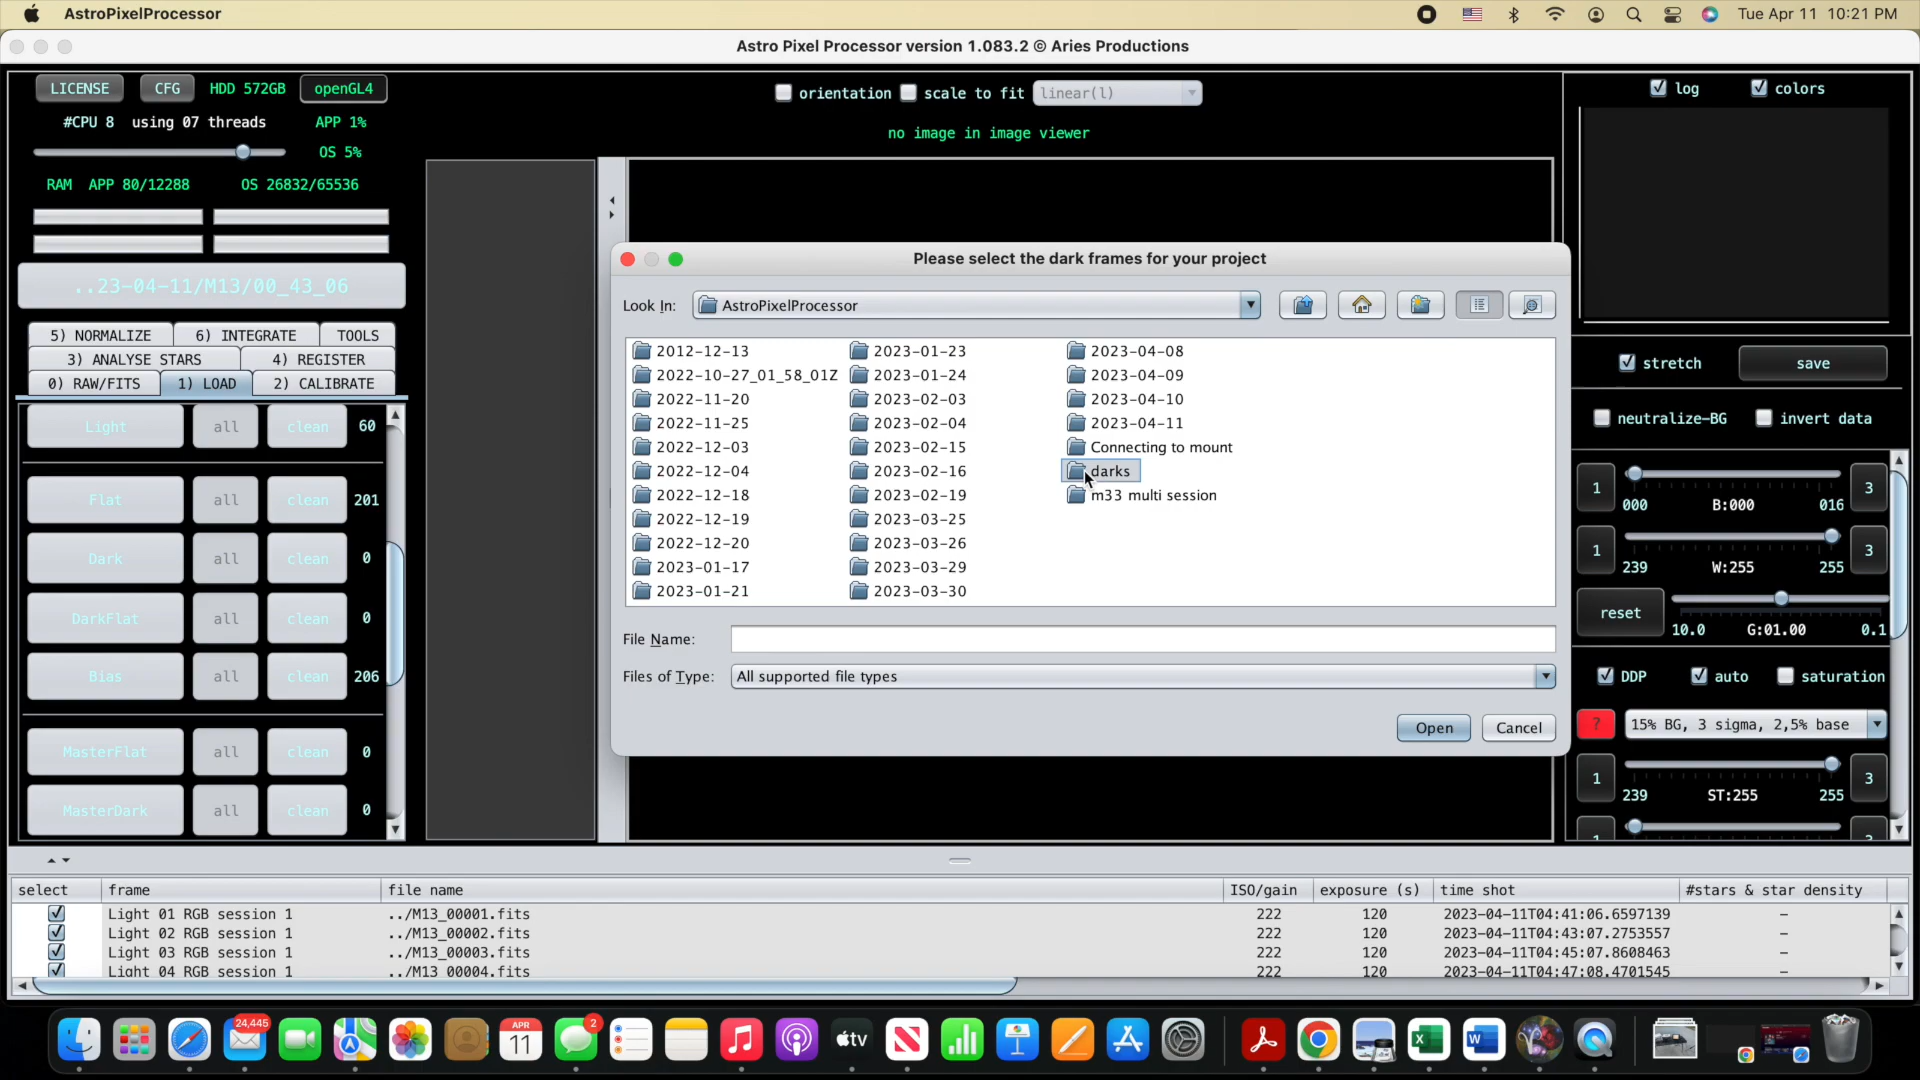 AstroPixelProcessor
Tue Apr 11 10:21 PM
Astro Pixel Processor version 1.083.2 © Aries Productions
LICENSE CFG HDD 572GB openGL4
#CPU 8 using 07 threads APP 1%
OS 5%
RAM APP 80/12288 OS 26832/65536
..23-04-11/M13/00_43_06
5) NORMALIZE 6) INTEGRATE TOOLS
3) ANALYSE STARS 4) REGISTER
0) RAW/FITS 1) LOAD 2) CALIBRATE
Light all clean 60
Flat all clean 201
Dark all clean 0
DarkFlat all clean 0
Bias all clean 206
MasterFlat all clean 0
MasterDark all clean 0
orientation scale to fit linear(l)
no image in image viewer
Please select the dark frames for your project
Look In: AstroPixelProcessor
2012-12-13
2022-10-27_01_58_01Z
2022-11-20
2022-11-25
2022-12-03
2022-12-04
2022-12-18
2022-12-19
2022-12-20
2023-01-17
2023-01-21
2023-01-23
2023-01-24
2023-02-03
2023-02-04
2023-02-15
2023-02-16
2023-02-19
2023-03-25
2023-03-26
2023-03-29
2023-03-30
2023-04-08
2023-04-09
2023-04-10
2023-04-11
Connecting to mount
darks
m33 multi session
File Name:
Files of Type: All supported file types
Open Cancel
log colors
stretch save
neutralize-BG invert data
1 3
000 B:000 016
1 3
239 W:255 255
reset
10.0 G:01.00 0.1
DDP auto saturation
? 15% BG, 3 sigma, 2,5% base
1 3
239 ST:255 255
select frame file name ISO/gain exposure (s) time shot #stars & star density
Light 01 RGB session 1 ../M13_00001.fits 222 120 2023-04-11T04:41:06.6597139 –
Light 02 RGB session 1 ../M13_00002.fits 222 120 2023-04-11T04:43:07.2753557 –
Light 03 RGB session 1 ../M13_00003.fits 222 120 2023-04-11T04:45:07.8608463 –
Light 04 RGB session 1 ../M13_00004.fits 222 120 2023-04-11T04:47:08.4701545 –
24,445
APR
11
2
tv